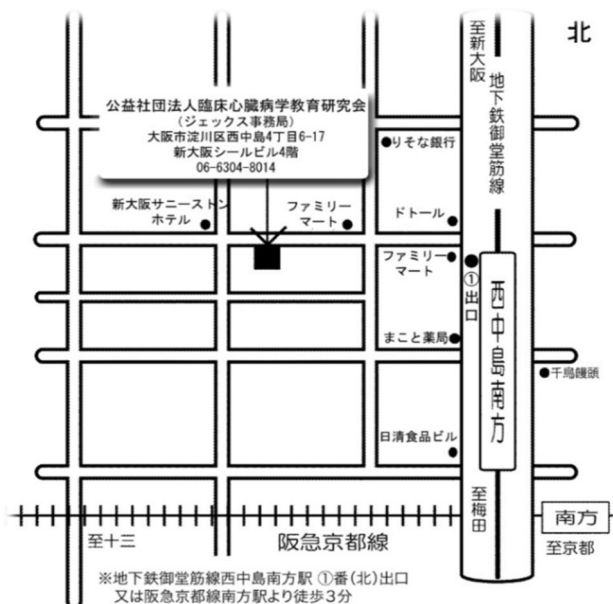 北
至新大阪
地下鉄御堂筋線
公益社団法人臨床心臓病学教育研究会
(ジェックス事務局)
大阪市淀川区西中島4丁目6-17
新大阪シールビル4階
06-6304-8014
りそな銀行
新大阪サニーストン
ホテル
ファミリー
マート
ドトール
ファミリー
マート
①出口
西中島南方
まこと薬局
千鳥饅頭
日清食品ビル
至梅田
南方
至十三
阪急京都線
至京都
※地下鉄御堂筋線西中島南方駅 ①番(北)出口
又は阪急京都線南方駅より徒歩3分